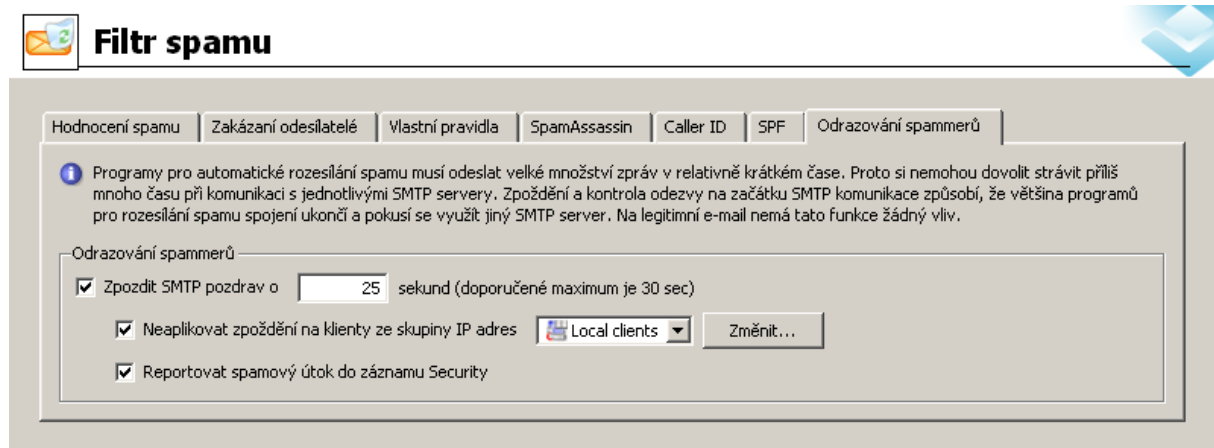 Filtr spamu
Hodnocení spamu Zakázaní odesílatelé Vlastní pravidla SpamAssassin Caller ID SPF Odrazování spammerů
Programy pro automatické rozesílání spamu musí odeslat velké množství zpráv v relativně krátkém čase. Proto si nemohou dovolit strávit příliš
mnoho času při komunikaci s jednotlivými SMTP servery. Zpoždění a kontrola odezvy na začátku SMTP komunikace způsobí, že většina programů
pro rozesílání spamu spojení ukončí a pokusí se využít jiný SMTP server. Na legitimní e-mail nemá tato funkce žádný vliv.
Odrazování spammerů
Zpozdit SMTP pozdrav o 25 sekund (doporučené maximum je 30 sec)
Neaplikovat zpoždění na klienty ze skupiny IP adres Local clients Změnit...
Reportovat spamový útok do záznamu Security